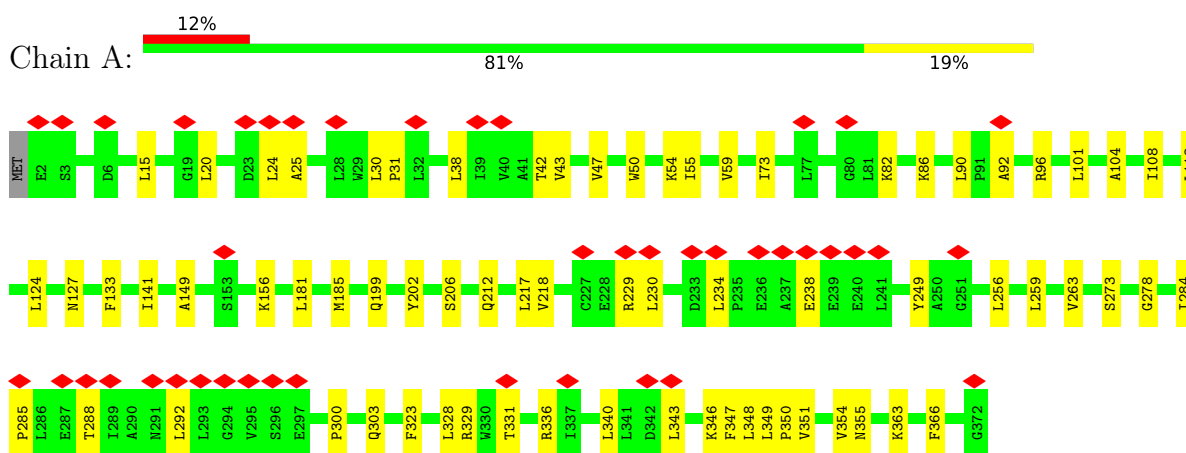 12%
Chain A:
81% 19%
MET E2 S3 D6 L15 G19 L20 D23 L24 A25 L28 W29 L30 P31 L32 L38 I39 V40 A41 T42 V43 V47 W50 K54 I55 V59 I73 L77 G80 L81 K82 K86 L90 P91 A92 R96 L101 A104 I108
L124 N127 F133 I141 A149 S153 K156 L181 M185 Q199 Y202 S206 Q212 L217 V218 C227 E228 R229 L230 D233 L234 P235 E236 A237 E238 E239 E240 L241 Y249 A250 G251 L256 L259 V263 S273 G278 I284
P285 L286 E287 T288 I289 A290 N291 L292 L293 G294 V295 S296 E297 P300 Q303 F323 L328 R329 W330 T331 R336 I337 L340 L341 D342 L343 K346 F347 L348 L349 P350 V351 V354 N355 K363 F366 G372